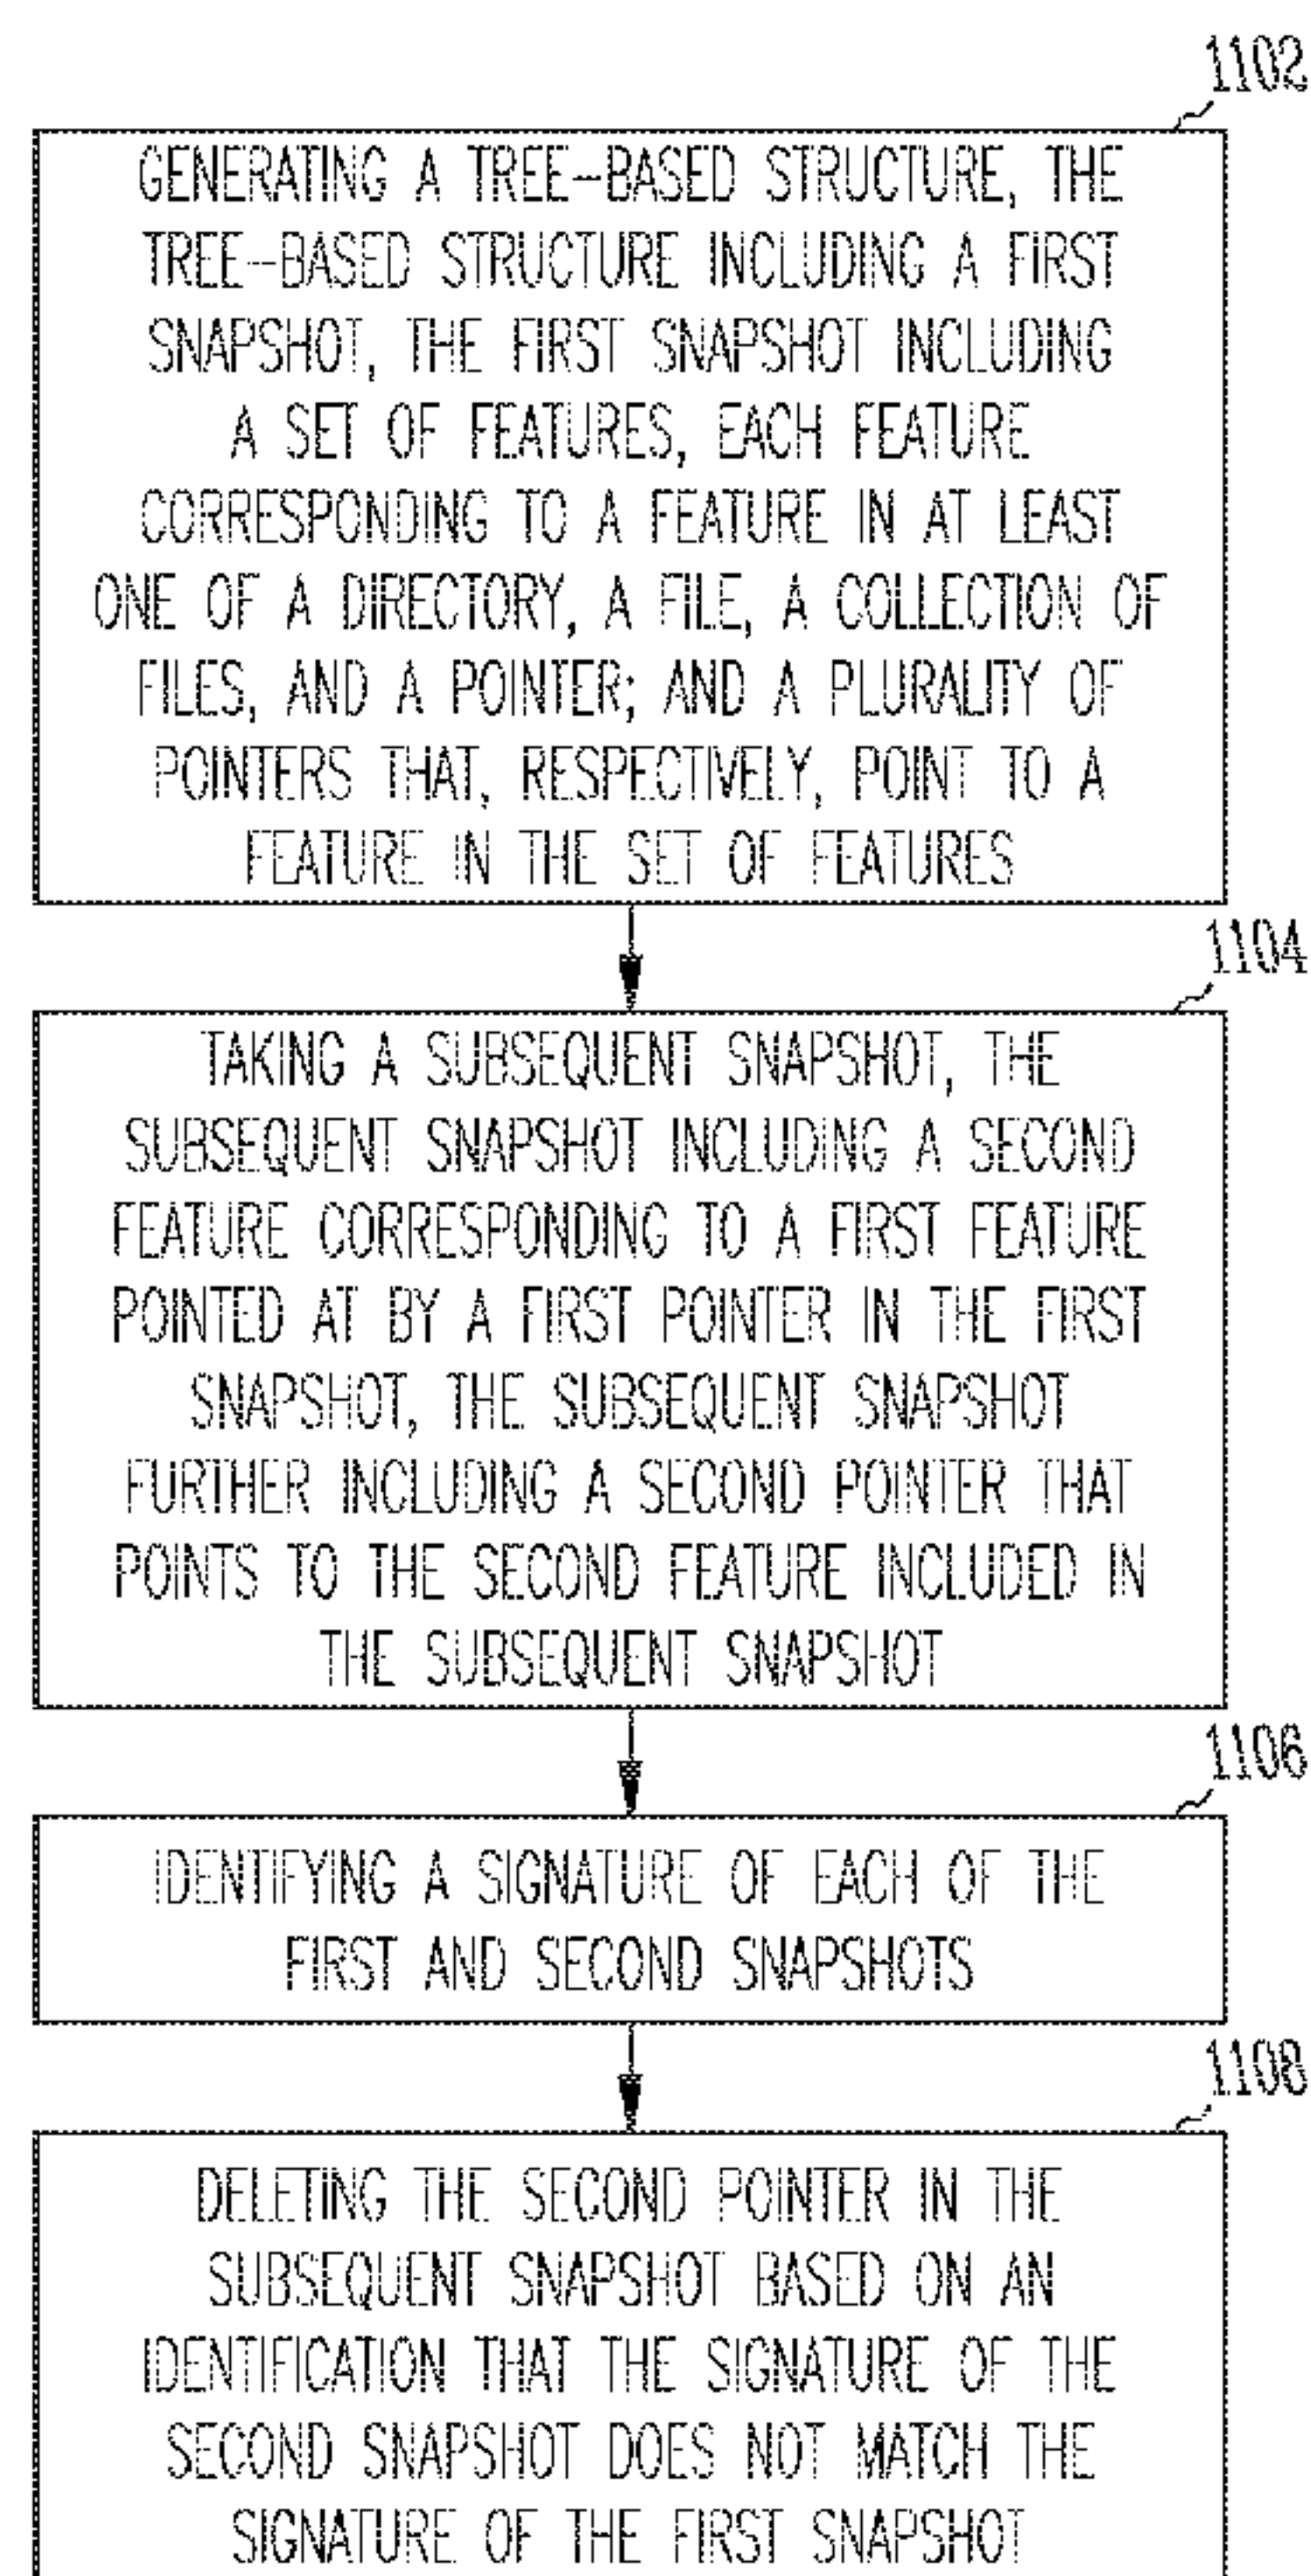 1102
GENERATING A TREE-BASED STRUCTURE, THE
TREE-BASED STRUCTURE INCLUDING A FIRST
SNAPSHOT, THE FIRST SNAPSHOT INCLUDING
A SET OF FEATURES, EACH FEATURE
CORRESPONDING TO A FEATURE IN AT LEAST
ONE OF A DIRECTORY, A FILE, A COLLECTION OF
FILES, AND A POINTER; AND A PLURALITY OF
POINTERS THAT, RESPECTIVELY, POINT TO A
FEATURE IN THE SET OF FEATURES
1104
TAKING A SUBSEQUENT SNAPSHOT, THE
SUBSEQUENT SNAPSHOT INCLUDING A SECOND
FEATURE CORRESPONDING TO A FIRST FEATURE
POINTED AT BY A FIRST POINTER IN THE FIRST
SNAPSHOT, THE SUBSEQUENT SNAPSHOT
FURTHER INCLUDING A SECOND POINTER THAT
POINTS TO THE SECOND FEATURE INCLUDED IN
THE SUBSEQUENT SNAPSHOT
1106
IDENTIFYING A SIGNATURE OF EACH OF THE
FIRST AND SECOND SNAPSHOTS
1108
DELETING THE SECOND POINTER IN THE
SUBSEQUENT SNAPSHOT BASED ON AN
IDENTIFICATION THAT THE SIGNATURE OF THE
SECOND SNAPSHOT DOES NOT MATCH THE
SIGNATURE OF THE FIRST SNAPSHOT